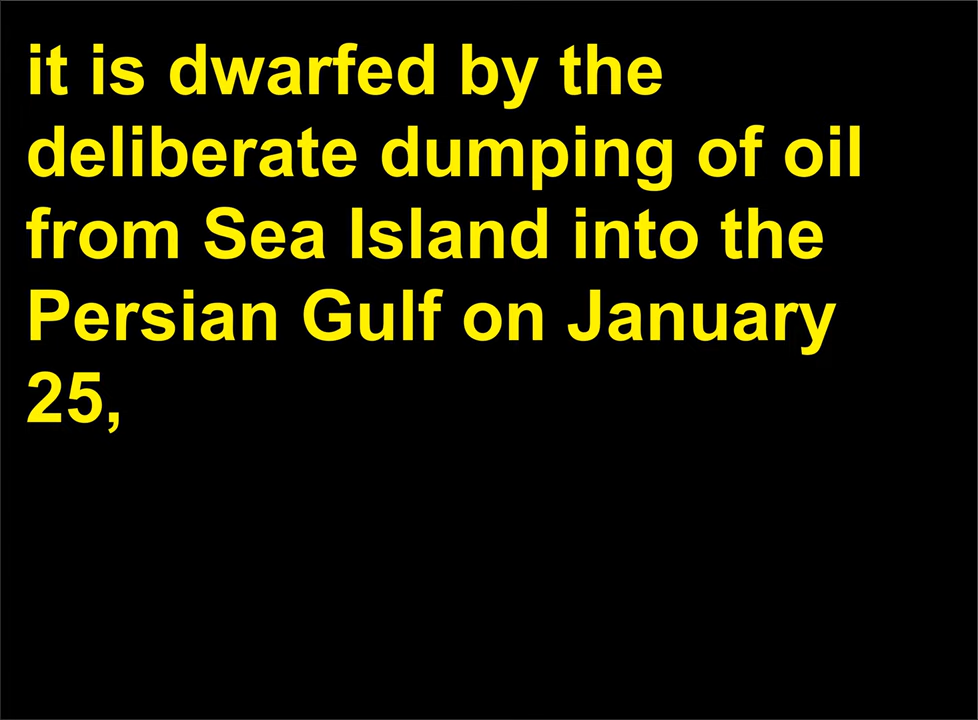 it is dwarfed by the
deliberate dumping of oil
from Sea Island into the
Persian Gulf on January
25,